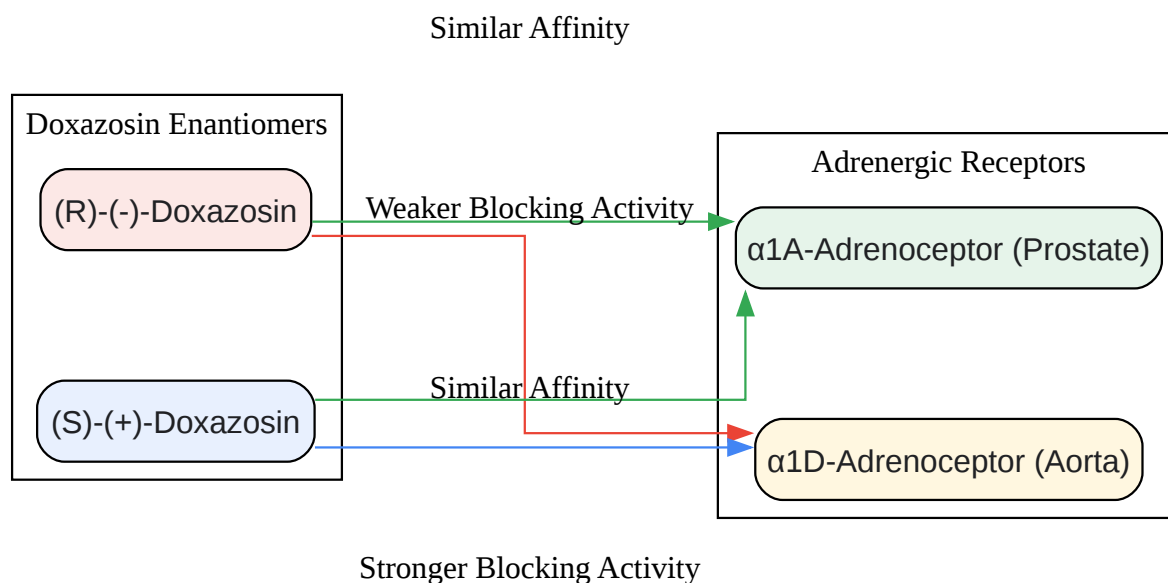 Similar Affinity
Doxazosin Enantiomers
Adrenergic Receptors
(R)-(-)-Doxazosin
Weaker Blocking Activity
α1A-Adrenoceptor (Prostate)
Similar Affinity
(S)-(+)-Doxazosin
α1D-Adrenoceptor (Aorta)
Stronger Blocking Activity